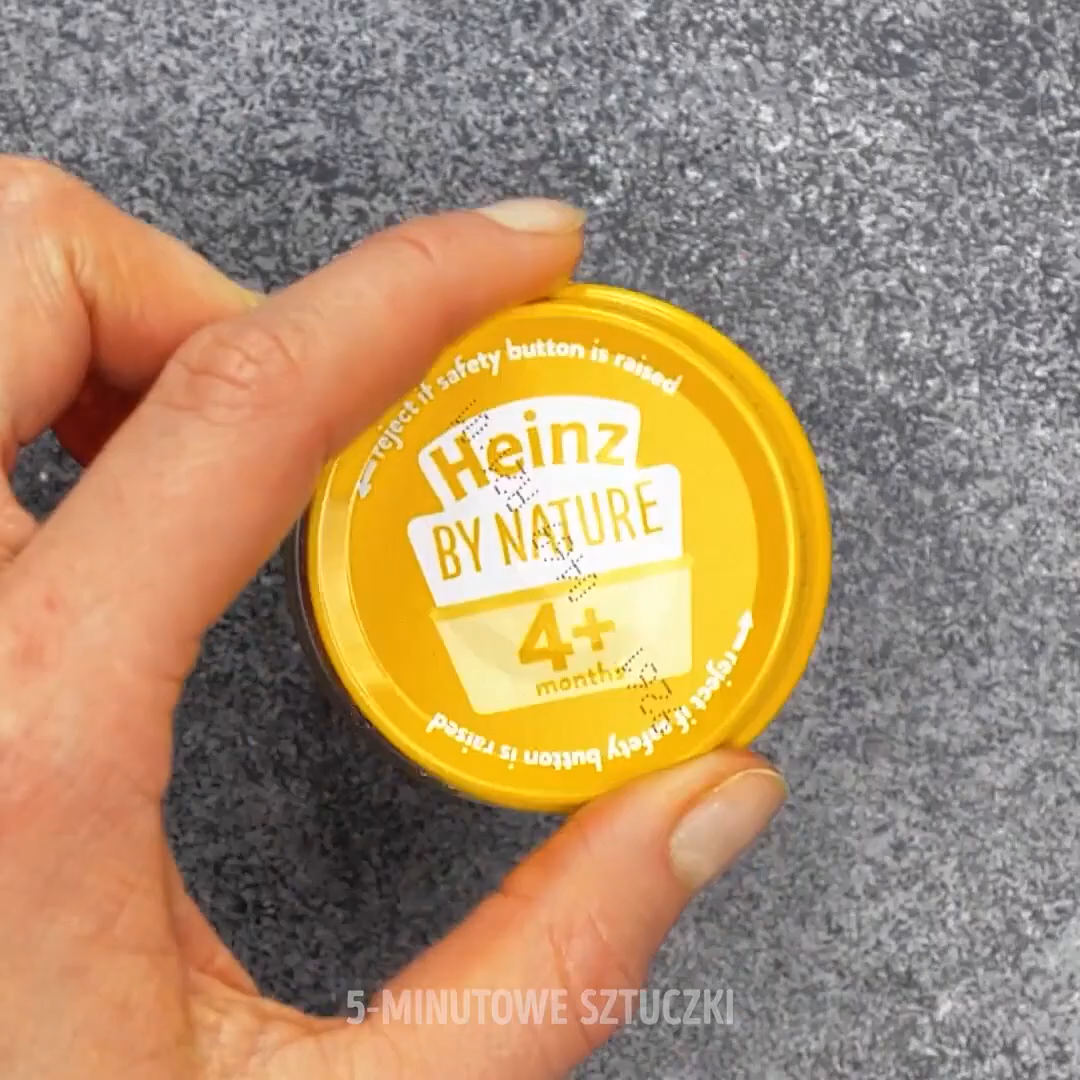 reject if safety button is raised
Heinz
BY NATURE
4+
months
reject if safety button is raised
5-MINUTOWE SZTUCZKI